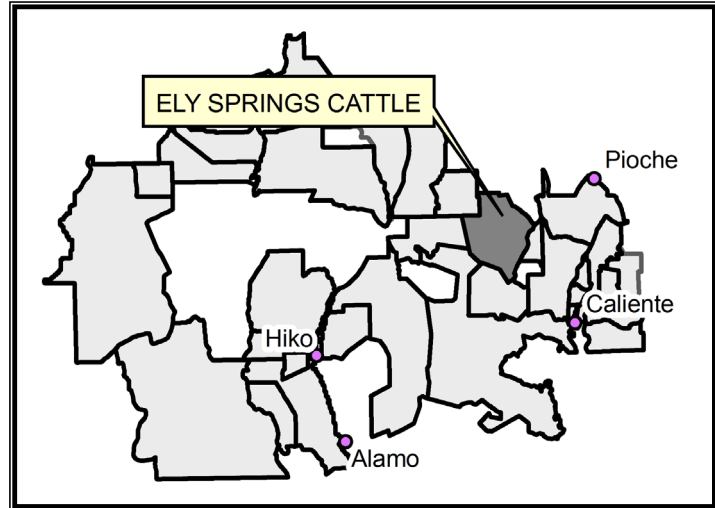 ELY SPRINGS CATTLE
Pioche
Caliente
Hiko
Alamo